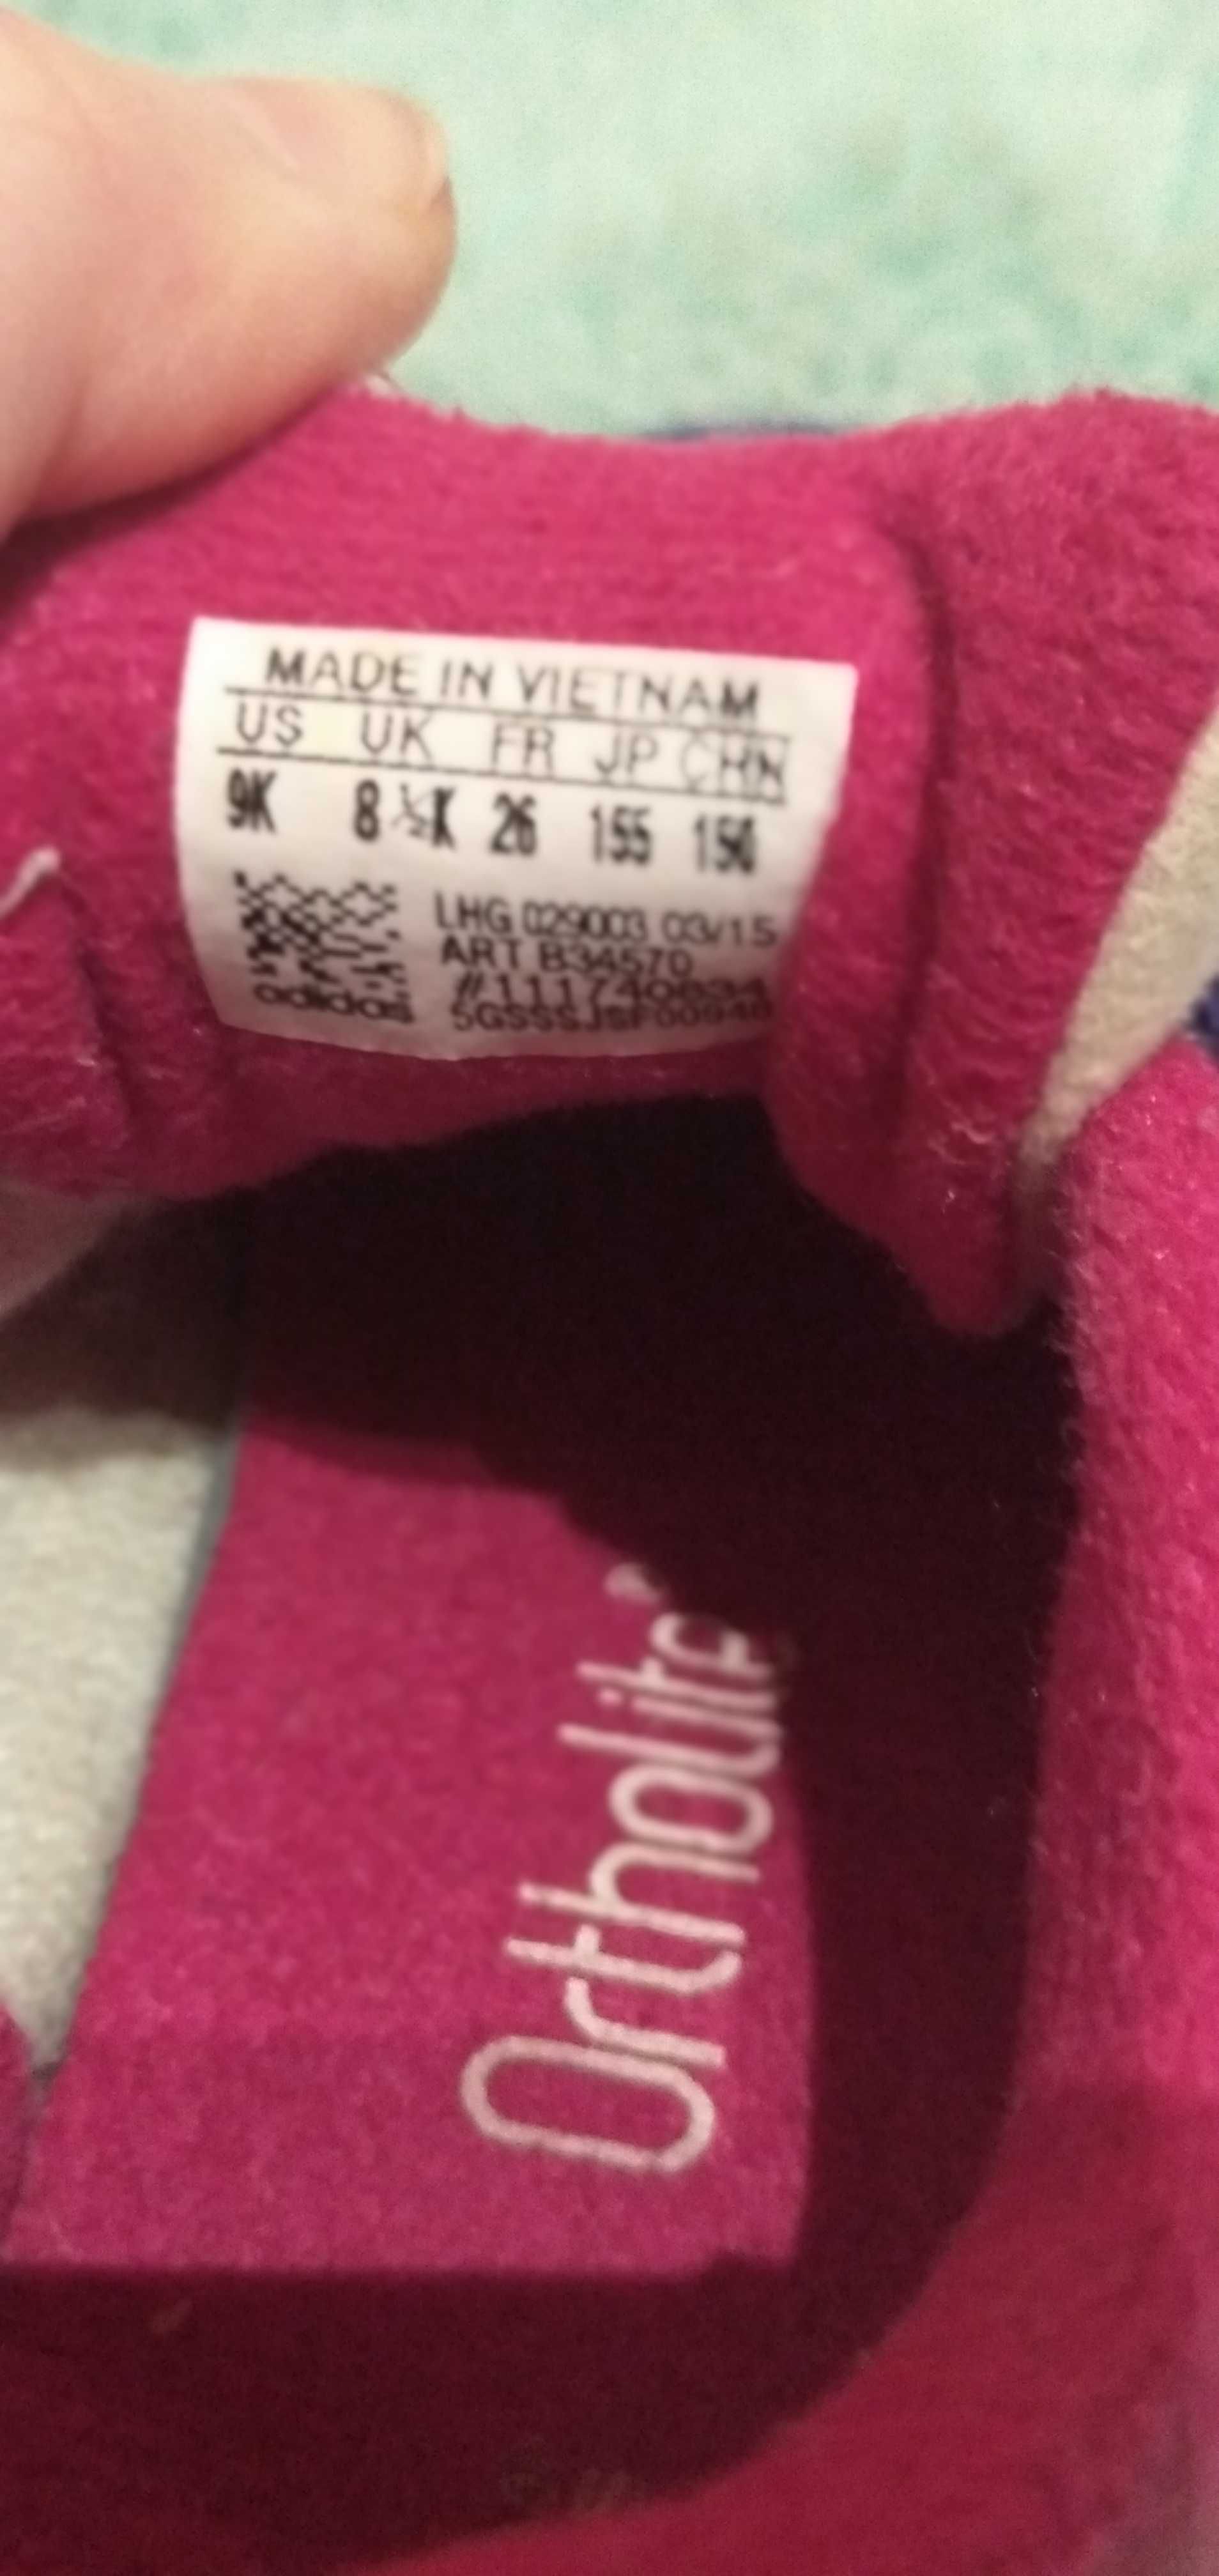 MADE IN VIETNAM
US UK FR JP CHN
9K 8½K 26 155 150
LHG 029003 03/15
ART B34570
#111740634
adidas
Ortholite®